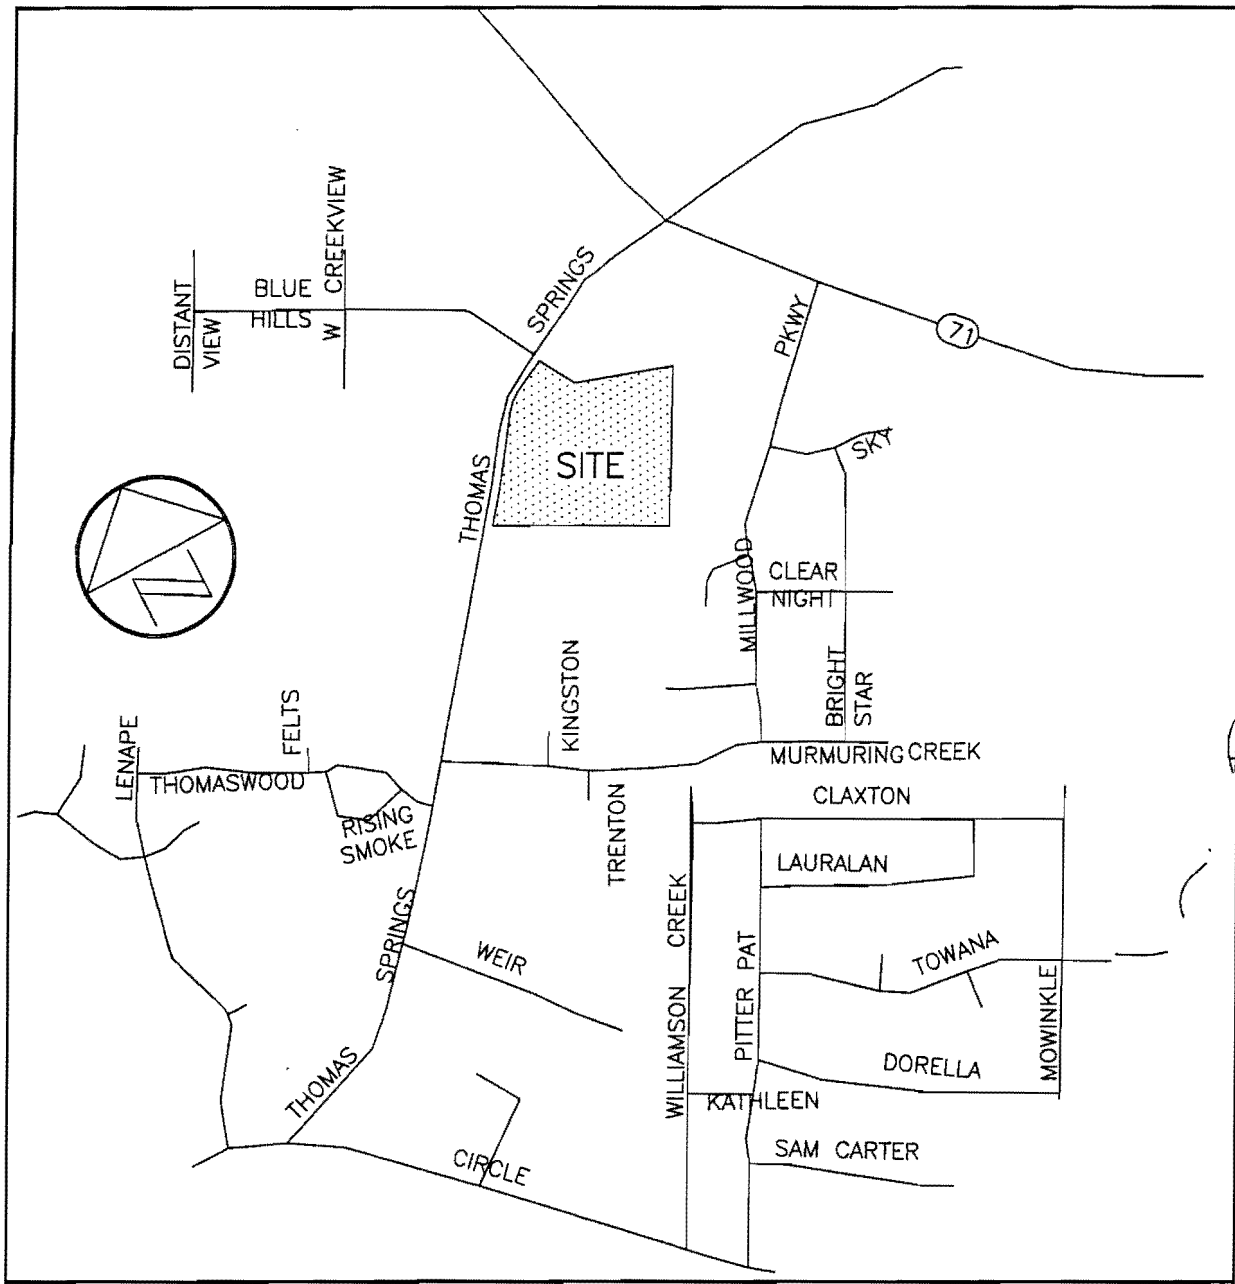 W CREEKVIEW
BLUE
HILLS
DISTANT
VIEW
SPRINGS
PKWY
71
SKY
SITE
THOMAS
N
MILLWOOD
CLEAR
NIGHT
BRIGHT
STAR
KINGSTON
FELTS
LENAPE
THOMASWOOD
MURMURING CREEK
RISING
SMOKE
TRENTON
CLAXTON
LAURALAN
WILLIAMSON CREEK
SPRINGS
WEIR
PITTER PAT
TOWANA
MOWINKLE
THOMAS
DORELLA
KATHLEEN
SAM CARTER
CIRCLE